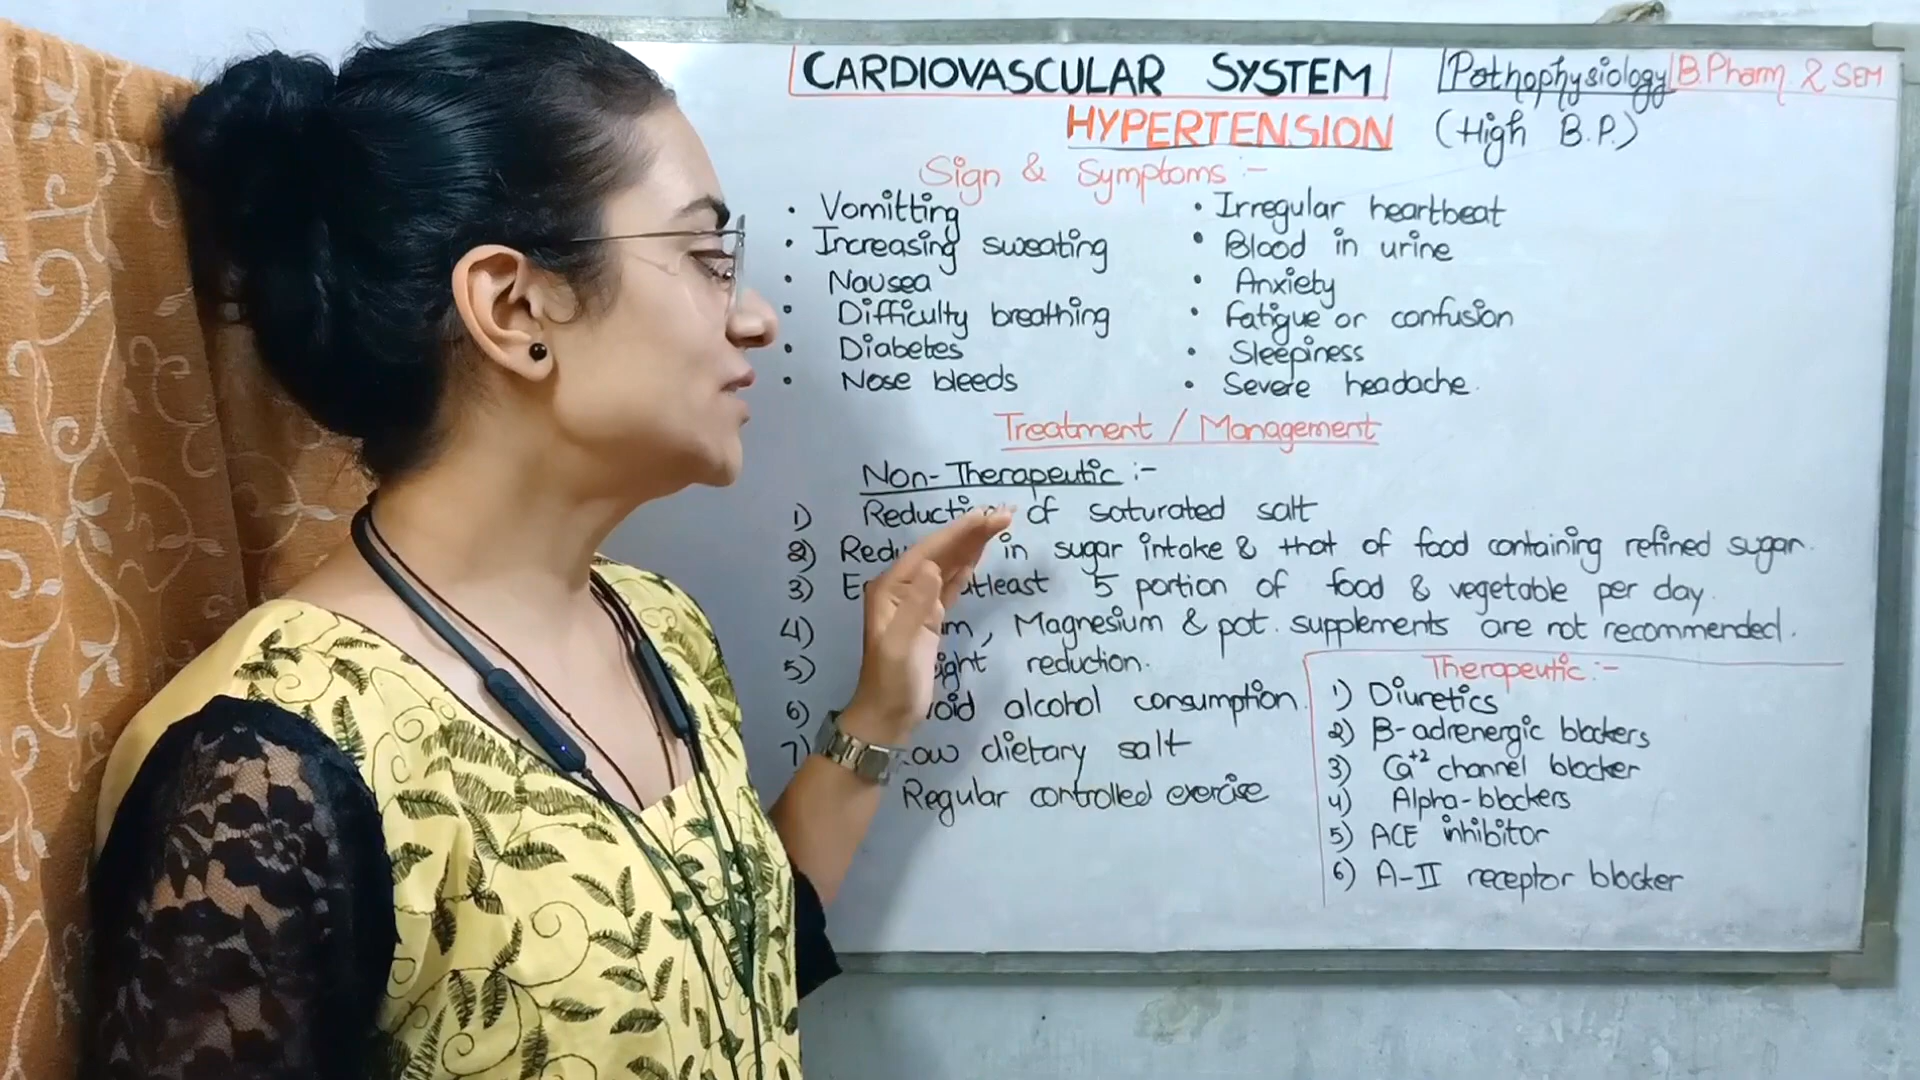 CARDIOVASCULAR SYSTEM
Pathophysiology B.Pharm 2 SEM
HYPERTENSION (High B.P.)
Sign & Symptoms :-
• Vomitting
• Increasing sweating
• Nausea
• Difficulty breathing
• Diabetes
• Nose bleeds
• Irregular heartbeat
• Blood in urine
• Anxiety
• Fatigue or confusion
• Sleepiness
• Severe headache.
Treatment / Management
Non-Therapeutic :-
1) Reduction of saturated salt
2) in sugar intake & that of food containing refined sugar.
3) atleast 5 portion of food & vegetable per day.
4) Magnesium & pot. supplements are not recommended.
5) reduction.
6) alcohol consumption.
7) Low dietary salt
Regular controlled exercise
Therapeutic :-
1) Diuretics
2) β-adrenergic blockers
3) Ca+2 channel blocker
4) Alpha-blockers
5) ACE inhibitor
6) A-II receptor blocker